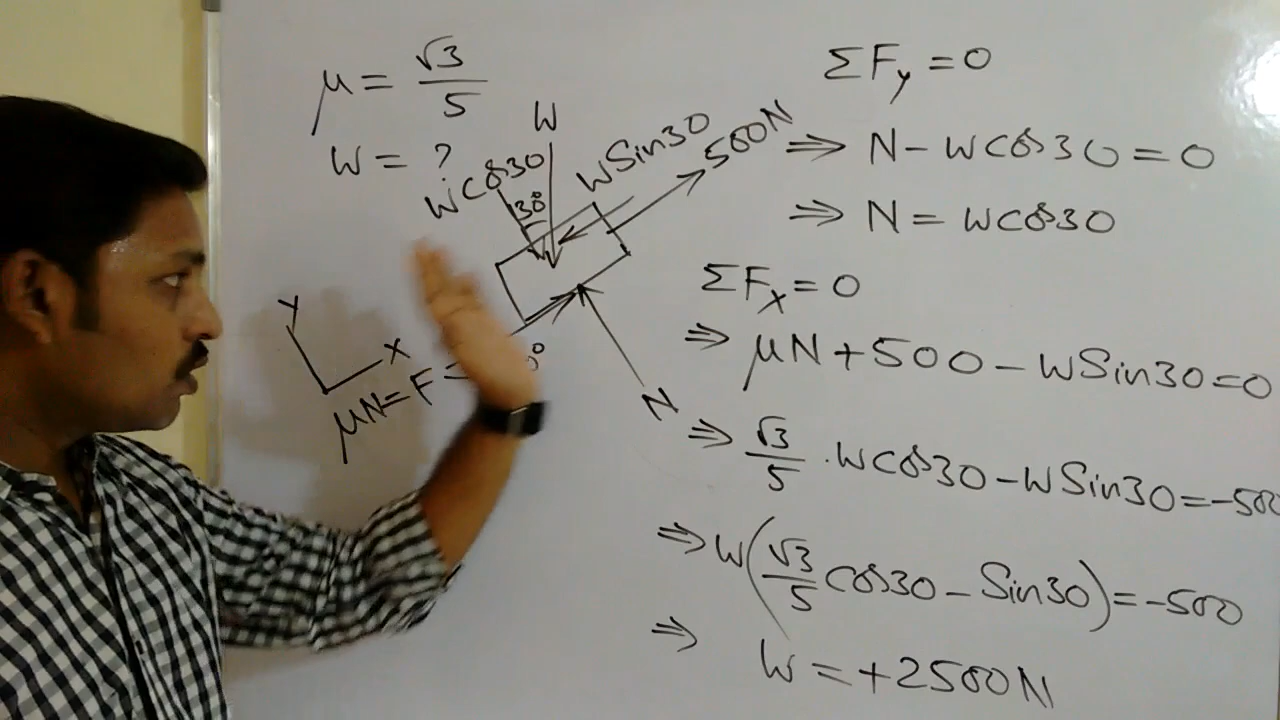 μ = √3/5
W = ?
W
Wcos30
30°
WSin30
500N
Y
X
μN=F
N
ΣFy = 0
⇒ N - Wcos30 = 0
⇒ N = Wcos30
ΣFx = 0
⇒ μN + 500 - WSin30 = 0
⇒ √3/5 . Wcos30 - WSin30 = -500
⇒ W(√3/5 Cos30 - Sin30) = -500
⇒ W = +2500N